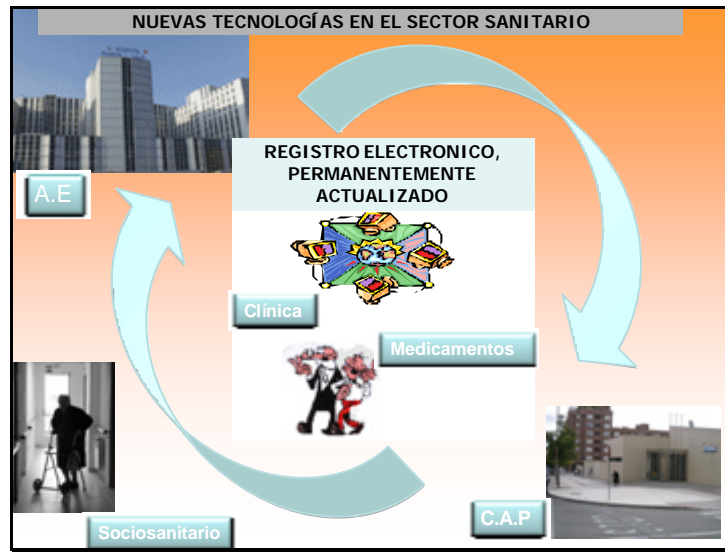 NUEVAS TECNOLOGÍAS EN EL SECTOR SANITARIO
A.E
REGISTRO ELECTRONICO,
PERMANENTEMENTE
ACTUALIZADO
Clínica
Medicamentos
C.A.P
Sociosanitario